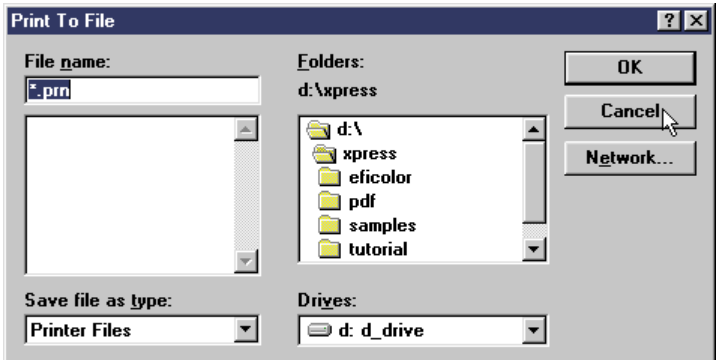 Print To File
File name:
*.prn
Save file as type:
Printer Files
Folders:
d:\xpress
d:\
xpress
eficolor
pdf
samples
tutorial
Drives:
d: d_drive
OK
Cancel
Network...